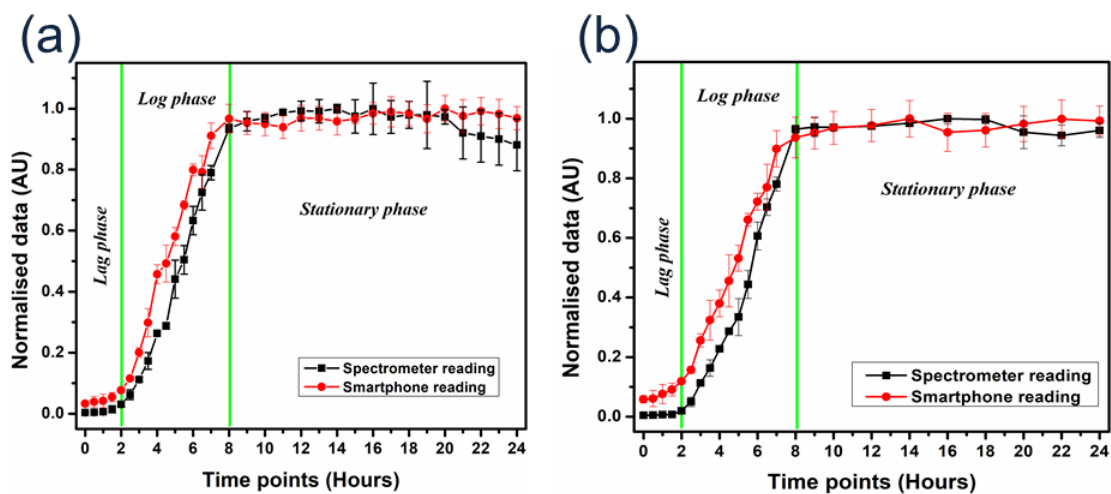 (a)
Normalised data (AU)
1.0
0.8
0.6
0.4
0.2
0.0
Lag phase
Log phase
Stationary phase
Spectrometer reading
Smartphone reading
0 2 4 6 8 10 12 14 16 18 20 22 24
Time points (Hours)
(b)
Normalised data (AU)
1.0
0.8
0.6
0.4
0.2
0.0
Lag phase
Log phase
Stationary phase
Spectrometer reading
Smartphone reading
0 2 4 6 8 10 12 14 16 18 20 22 24
Time points (Hours)